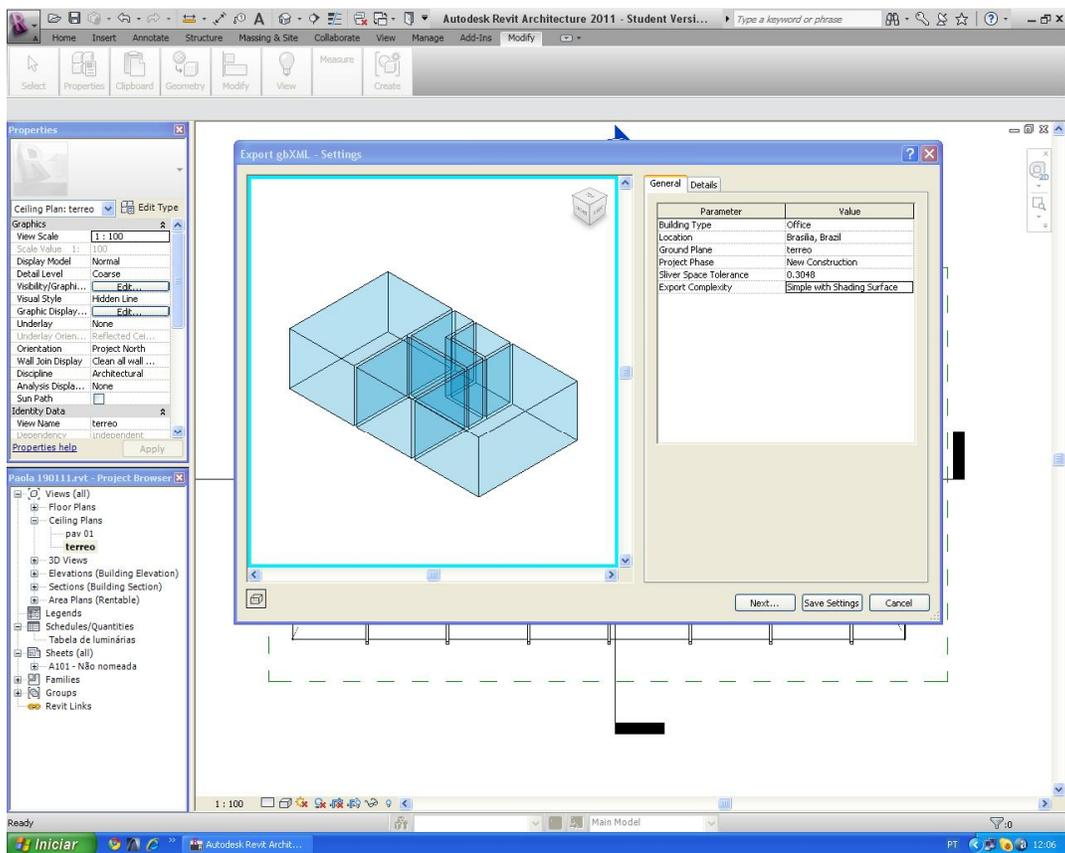 Autodesk Revit Architecture 2011 - Student Versi...
Type a keyword or phrase
Home Insert Annotate Structure Massing & Site Collaborate View Manage Add-Ins Modify
Select Properties Clipboard Geometry Modify View Measure Create
Properties
Ceiling Plan: terreo Edit Type
Graphics
View Scale 1 : 100
Scale Value 1: 100
Display Model Normal
Detail Level Coarse
Visibility/Graphi... Edit...
Visual Style Hidden Line
Graphic Display... Edit...
Underlay None
Underlay Orien... Reflected Cei...
Orientation Project North
Wall Join Display Clean all wall ...
Discipline Architectural
Analysis Displa... None
Sun Path
Identity Data
View Name terreo
Dependency Independent
Properties help Apply
Paola 190111.rvt - Project Browser
Views (all)
Floor Plans
Ceiling Plans
pav 01
terreo
3D Views
Elevations (Building Elevation)
Sections (Building Section)
Area Plans (Rentable)
Legends
Schedules/Quantities
Tabela de luminárias
Sheets (all)
A101 - Não nomeada
Families
Groups
Revit Links
Export gbXML - Settings
General Details
Parameter Value
Building Type Office
Location Brasília, Brazil
Ground Plane terreo
Project Phase New Construction
Sliver Space Tolerance 0.3048
Export Complexity Simple with Shading Surface
Next... Save Settings Cancel
2D
1 : 100
Ready
Main Model
:0
Iniciar
Autodesk Revit Archit...
PT
12:06